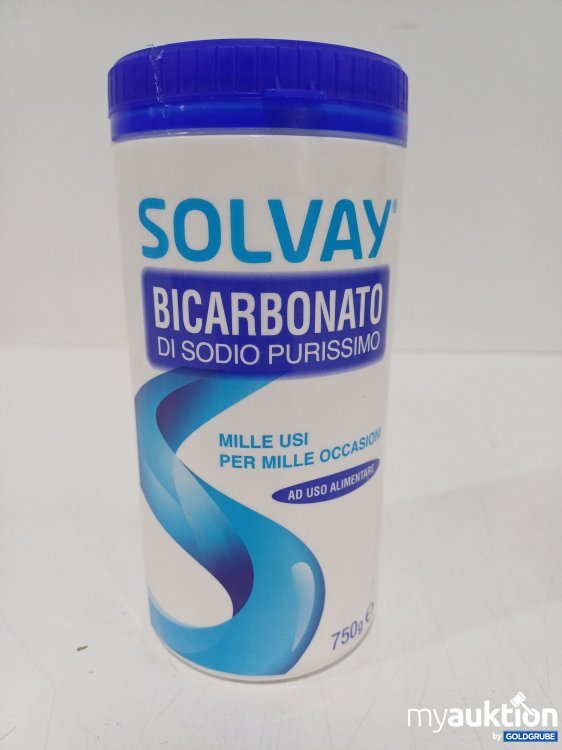 SOLVAY®
BICARBONATO
DI SODIO PURISSIMO
MILLE USI
PER MILLE OCCASIONI
AD USO ALIMENTARE
750g e
myauktion
by GOLDGRUBE